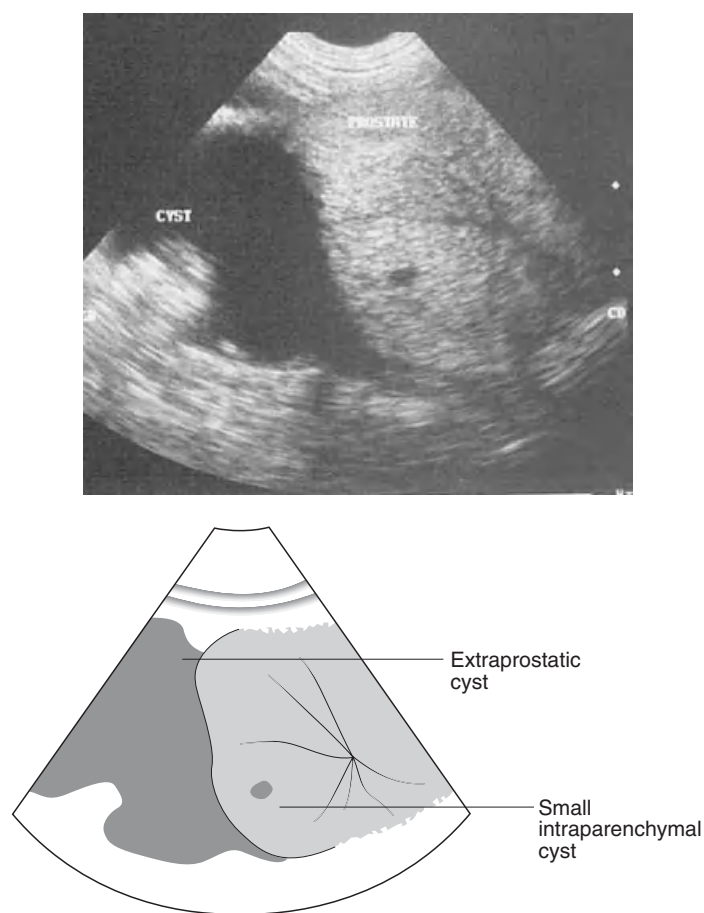 PROSTATE
CYST
CD
Extraprostatic
cyst
Small
intraparenchymal
cyst